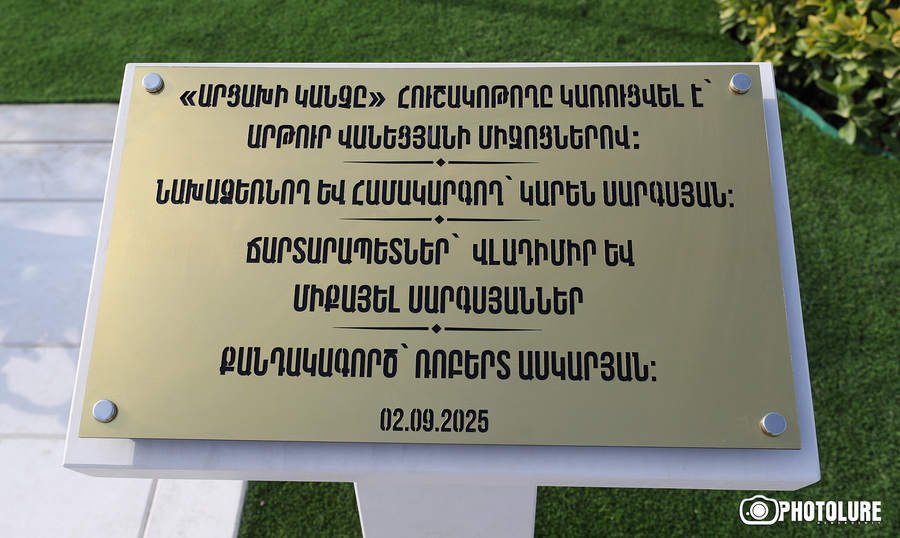 «ԱՐՑԱԽԻ ԿԱՆՉԸ» ՀՈՒՇԱԿՈԹՈՂԸ ԿԱՌՈՒՑՎԵԼ Է՝
ԱՐԹՈՒՐ ՎԱՆԵՑՅԱՆԻ ՄԻՋՈՑՆԵՐՈՎ:
ՆԱԽԱՁԵՌՆՈՂ ԵՎ ՀԱՄԱԿԱՐԳՈՂ՝ ԿԱՐԵՆ ՍԱՐԳՍՅԱՆ:
ՃԱՐՏԱՐԱՊԵՏՆԵՐ՝ ՎԼԱԴԻՄԻՐ ԵՎ
ՄԻՔԱՅԵԼ ՍԱՐԳՍՅԱՆՆԵՐ
ՔԱՆԴԱԿԱԳՈՐԾ՝ ՌՈԲԵՐՏ ԱՍԿԱՐՅԱՆ:
02.09.2025
PHOTOLURE